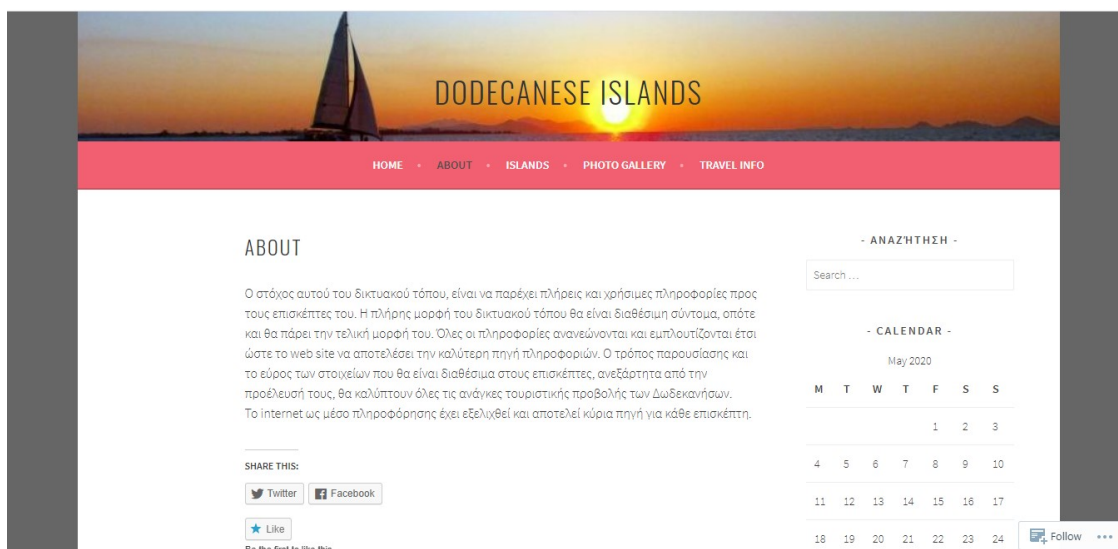 DODECANESE ISLANDS
HOME • ABOUT • ISLANDS • PHOTO GALLERY • TRAVEL INFO
ABOUT
Ο στόχος αυτού του δικτυακού τόπου, είναι να παρέχει πλήρεις και χρήσιμες πληροφορίες προς
τους επισκέπτες του. Η πλήρης μορφή του δικτυακού τόπου θα είναι διαθέσιμη σύντομα, οπότε
και θα πάρει την τελική μορφή του. Όλες οι πληροφορίες ανανεώνονται και εμπλουτίζονται έτσι
ώστε το web site να αποτελέσει την καλύτερη πηγή πληροφοριών. Ο τρόπος παρουσίασης και
το εύρος των στοιχείων που θα είναι διαθέσιμα στους επισκέπτες, ανεξάρτητα από την
προέλευσή τους, θα καλύπτουν όλες τις ανάγκες τουριστικής προβολής των Δωδεκανήσων.
Το internet ως μέσο πληροφόρησης έχει εξελιχθεί και αποτελεί κύρια πηγή για κάθε επισκέπτη.
SHARE THIS:
Twitter Facebook
Like
Be the first to like this.
- ΑΝΑΖΉΤΗΣΗ -
Search …
- CALENDAR -
May 2020
M T W T F S S
1 2 3
4 5 6 7 8 9 10
11 12 13 14 15 16 17
18 19 20 21 22 23 24
Follow